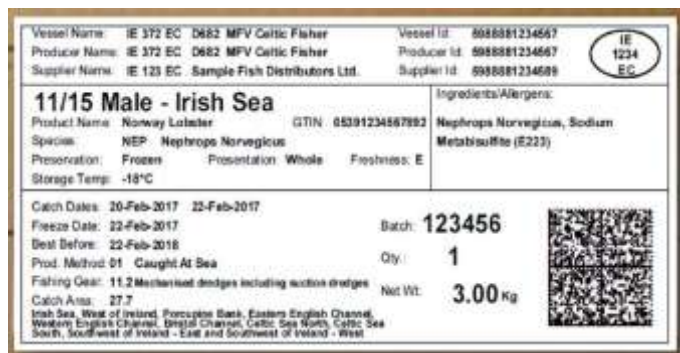 Vessel Name: IE 372 EC D682 MFV Celtic Fisher Vessel Id: 5988881234567
Producer Name: IE 372 EC D682 MFV Celtic Fisher Producer Id: 5988881234567
Supplier Name: IE 123 EC Sample Fish Distributors Ltd. Supplier Id: 5988881234589
IE
1234
EC
11/15 Male - Irish Sea
Product Name Norway Lobster GTIN 05391234567892
Species: NEP Nephrops Norvegicus
Preservation: Frozen Presentation Whole Freshness: E
Storage Temp: -18°C
Ingredients/Allergens:
Nephrops Norvegicus, Sodium
Metabisulfite (E223)
Catch Dates: 20-Feb-2017 22-Feb-2017
Freeze Date: 22-Feb-2017
Best Before: 22-Feb-2018
Prod. Method 01 Caught At Sea
Fishing Gear: 11.2 Mechanised dredges including suction dredges
Catch Area: 27.7
Irish Sea, West of Ireland, Porcupine Bank, Eastern English Channel,
Western English Channel, Bristol Channel, Celtic Sea North, Celtic Sea
South, Southwest of Ireland - East and Southwest of Ireland - West
Batch: 123456
Qty.: 1
Net Wt: 3.00 Kg